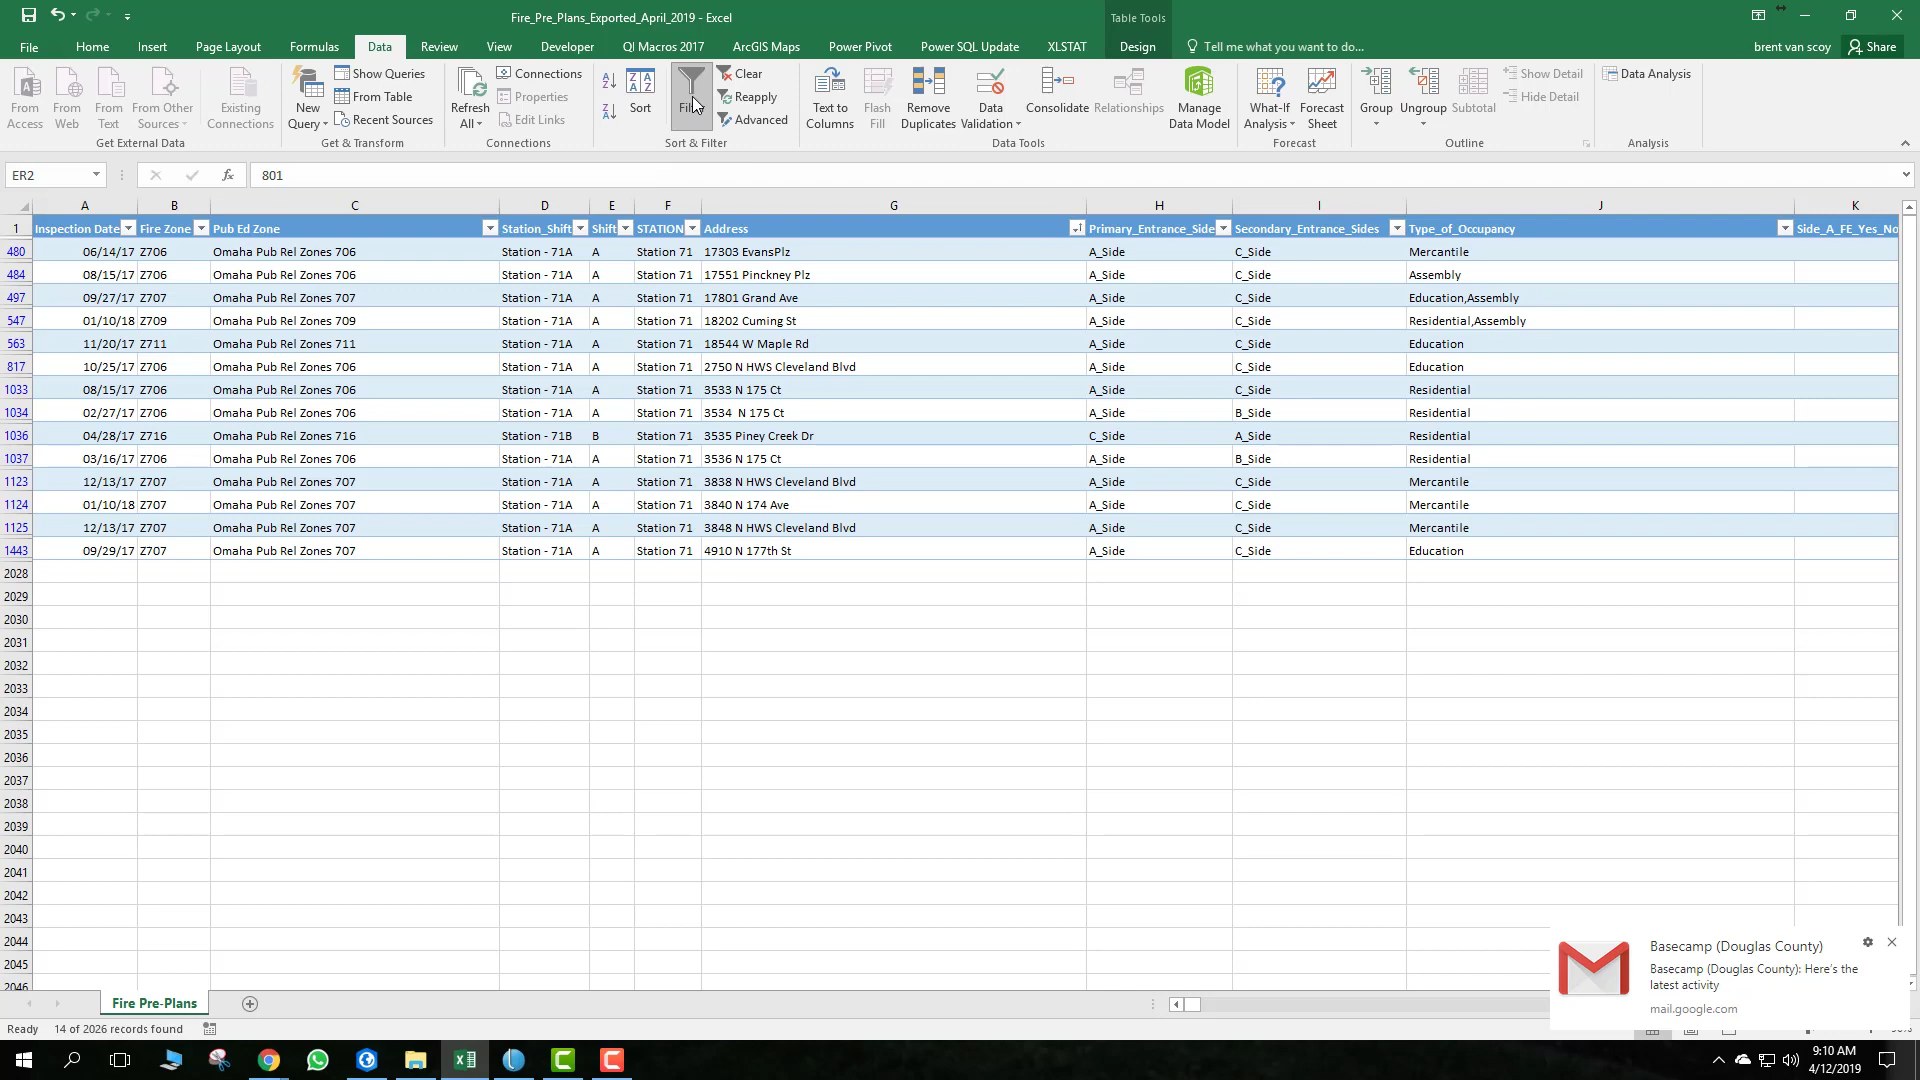 Fire_Pre_Plans_Exported_April_2019 - Excel
Table Tools
File Home Insert Page Layout Formulas Data Review View Developer QI Macros 2017 ArcGIS Maps Power Pivot Power SQL Update XLSTAT Design Tell me what you want to do... brent van scoy Share
From Access
From Web
From Text
From Other Sources
Existing Connections
Get External Data
New Query
Show Queries
From Table
Recent Sources
Get & Transform
Refresh All
Connections
Properties
Edit Links
Connections
Sort
Clear
Reapply
Advanced
Sort & Filter
Text to Columns
Flash Fill
Remove Duplicates
Data Validation
Consolidate
Relationships
Manage Data Model
Data Tools
What-If Analysis
Forecast Sheet
Forecast
Group
Ungroup
Subtotal
Show Detail
Hide Detail
Outline
Data Analysis
Analysis
ER2 fx 801
A B C D E F G H I J K
1 Inspection Date Fire Zone Pub Ed Zone Station_Shift Shift STATION Address Primary_Entrance_Side Secondary_Entrance_Sides Type_of_Occupancy Side_A_FE_Yes_No
480 06/14/17 Z706 Omaha Pub Rel Zones 706 Station - 71A A Station 71 17303 EvansPlz A_Side C_Side Mercantile
484 08/15/17 Z706 Omaha Pub Rel Zones 706 Station - 71A A Station 71 17551 Pinckney Plz A_Side C_Side Assembly
497 09/27/17 Z707 Omaha Pub Rel Zones 707 Station - 71A A Station 71 17801 Grand Ave A_Side C_Side Education,Assembly
547 01/10/18 Z709 Omaha Pub Rel Zones 709 Station - 71A A Station 71 18202 Cuming St A_Side C_Side Residential,Assembly
563 11/20/17 Z711 Omaha Pub Rel Zones 711 Station - 71A A Station 71 18544 W Maple Rd A_Side C_Side Education
817 10/25/17 Z706 Omaha Pub Rel Zones 706 Station - 71A A Station 71 2750 N HWS Cleveland Blvd A_Side C_Side Education
1033 08/15/17 Z706 Omaha Pub Rel Zones 706 Station - 71A A Station 71 3533 N 175 Ct A_Side C_Side Residential
1034 02/27/17 Z706 Omaha Pub Rel Zones 706 Station - 71A A Station 71 3534  N 175 Ct A_Side B_Side Residential
1036 04/28/17 Z716 Omaha Pub Rel Zones 716 Station - 71B B Station 71 3535 Piney Creek Dr C_Side A_Side Residential
1037 03/16/17 Z706 Omaha Pub Rel Zones 706 Station - 71A A Station 71 3536 N 175 Ct A_Side B_Side Residential
1123 12/13/17 Z707 Omaha Pub Rel Zones 707 Station - 71A A Station 71 3838 N HWS Cleveland Blvd A_Side C_Side Mercantile
1124 01/10/18 Z707 Omaha Pub Rel Zones 707 Station - 71A A Station 71 3840 N 174 Ave A_Side C_Side Mercantile
1125 12/13/17 Z707 Omaha Pub Rel Zones 707 Station - 71A A Station 71 3848 N HWS Cleveland Blvd A_Side C_Side Mercantile
1443 09/29/17 Z707 Omaha Pub Rel Zones 707 Station - 71A A Station 71 4910 N 177th St A_Side C_Side Education
2028
2029
2030
2031
2032
2033
2034
2035
2036
2037
2038
2039
2040
2041
2042
2043
2044
2045
2046
Basecamp (Douglas County)
Basecamp (Douglas County): Here's the
latest activity
mail.google.com
Fire Pre-Plans
Ready 14 of 2026 records found
9:10 AM
4/12/2019